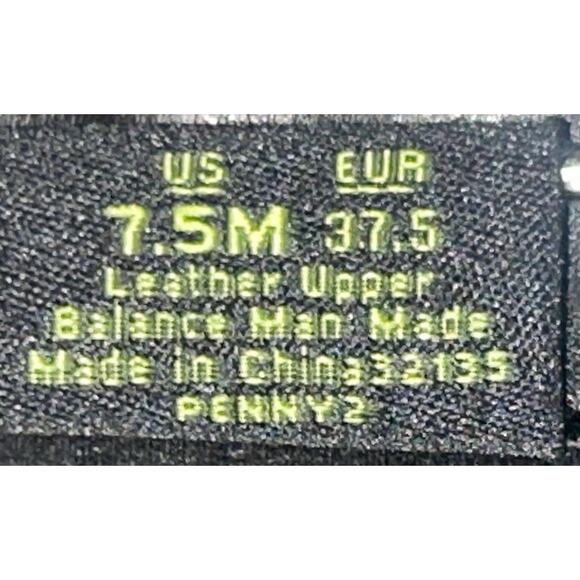 US EUR
7.5M 37.5
Leather Upper
Balance Man Made
Made in China32135
PENNY2